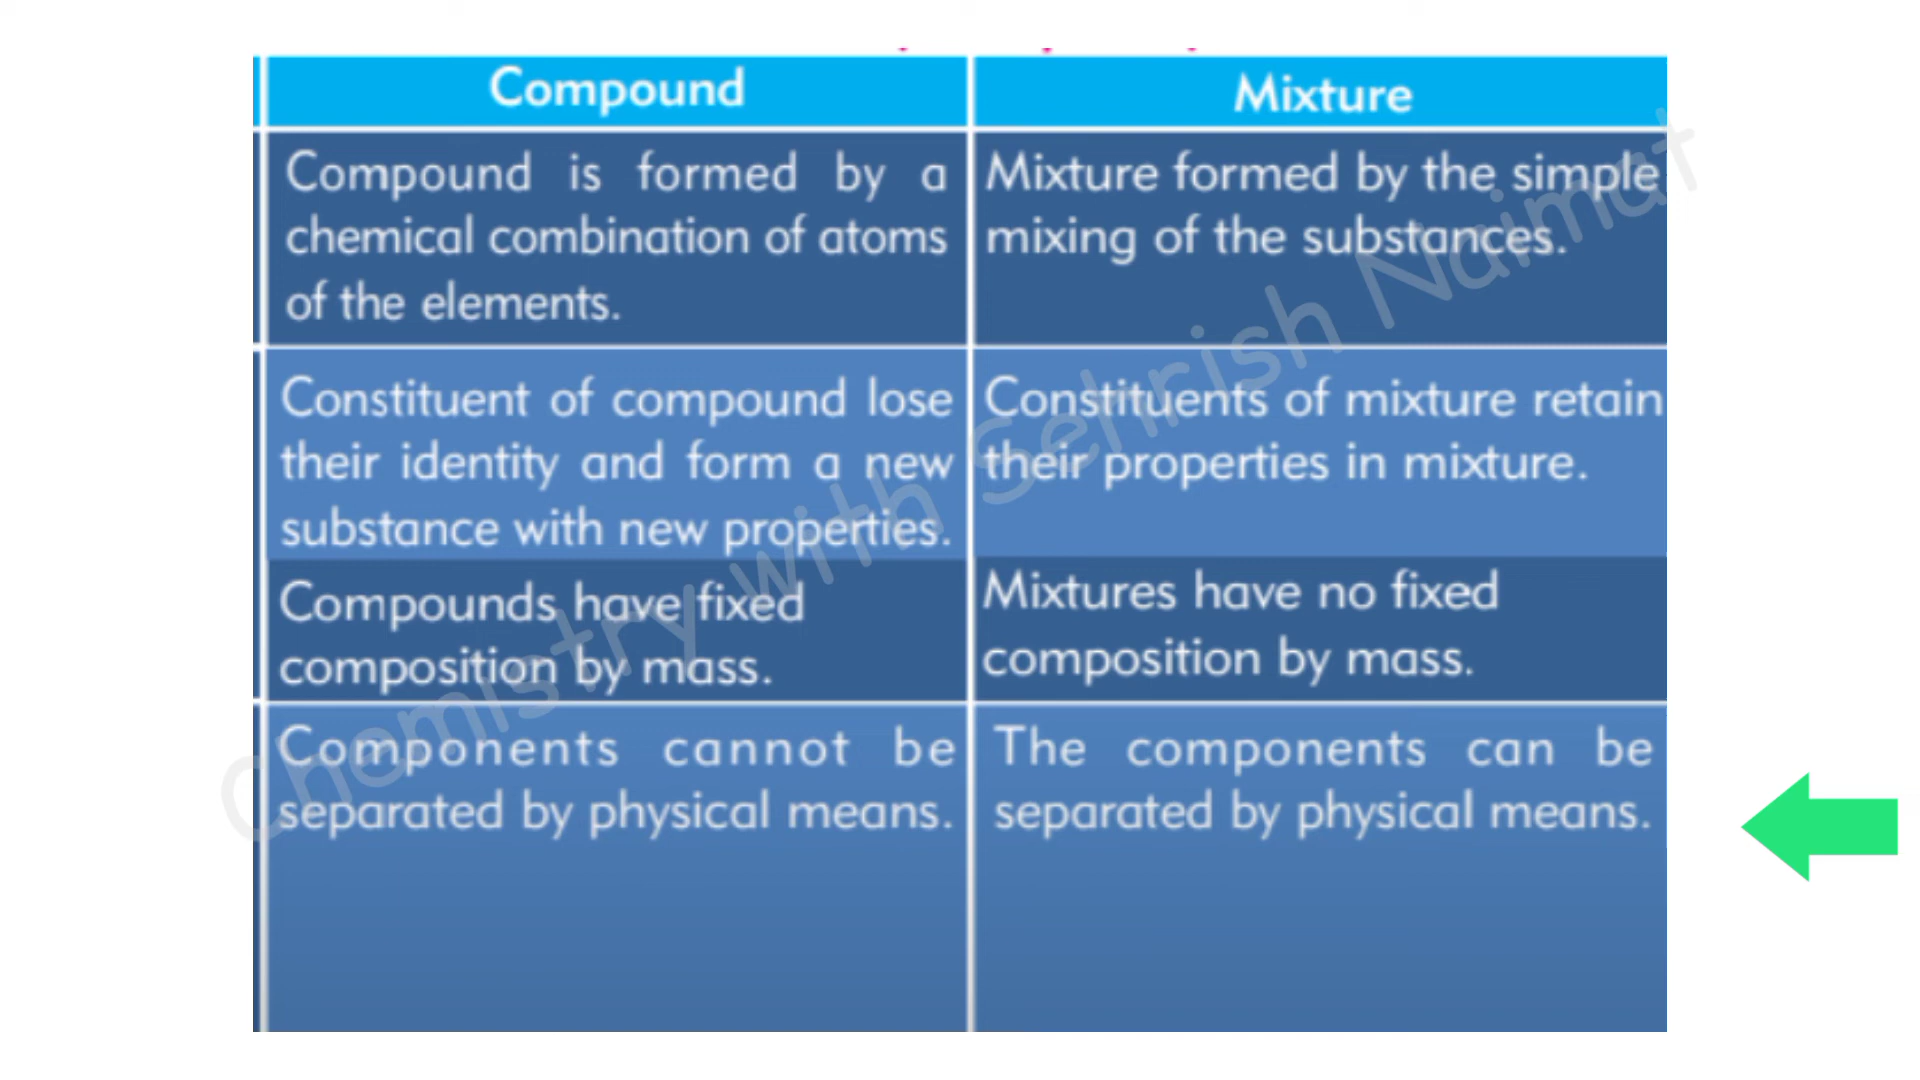 Compound
Mixture
Compound is formed by a
chemical combination of atoms
of the elements.
Mixture formed by the simple
mixing of the substances.
Constituent of compound lose
their identity and form a new
substance with new properties.
Constituents of mixture retain
their properties in mixture.
Compounds have fixed
composition by mass.
Mixtures have no fixed
composition by mass.
Components cannot be
separated by physical means.
The components can be
separated by physical means.
Chemistry with Sehrish Naimat